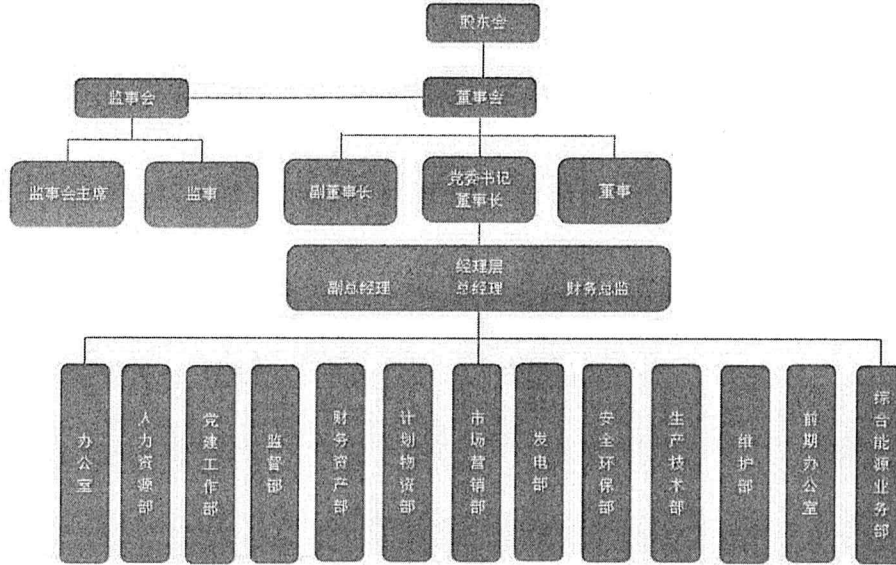 股东会
监事会
董事会
监事会主席
监事
副董事长
党委书记
董事长
董事
经理层
副总经理
总经理
财务总监
办公室
人力资源部
党建工作部
监督部
财务资产部
计划物资部
市场营销部
发电部
安全环保部
生产技术部
维护部
前期办公室
综合能源业务部